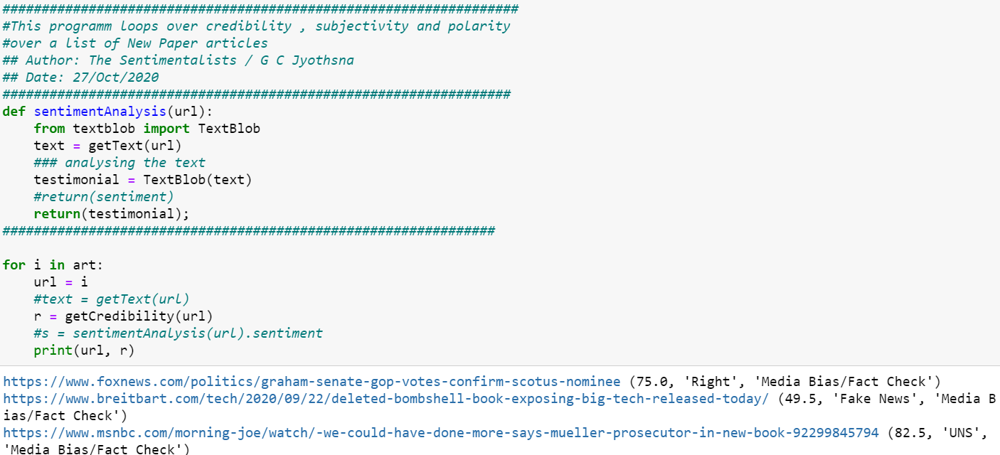 ##################################################################
#This programm loops over credibility , subjectivity and polarity
#over a list of New Paper articles
## Author: The Sentimentalists / G C Jyothsna
## Date: 27/Oct/2020
#################################################################
def sentimentAnalysis(url):
    from textblob import TextBlob
    text = getText(url)
    ### analysing the text
    testimonial = TextBlob(text)
    #return(sentiment)
    return(testimonial);
###############################################################

for i in art:
    url = i
    #text = getText(url)
    r = getCredibility(url)
    #s = sentimentAnalysis(url).sentiment
    print(url, r)
https://www.foxnews.com/politics/graham-senate-gop-votes-confirm-scotus-nominee (75.0, 'Right', 'Media Bias/Fact Check')
https://www.breitbart.com/tech/2020/09/22/deleted-bombshell-book-exposing-big-tech-released-today/ (49.5, 'Fake News', 'Media B
ias/Fact Check')
https://www.msnbc.com/morning-joe/watch/-we-could-have-done-more-says-mueller-prosecutor-in-new-book-92299845794 (82.5, 'UNS',
'Media Bias/Fact Check')